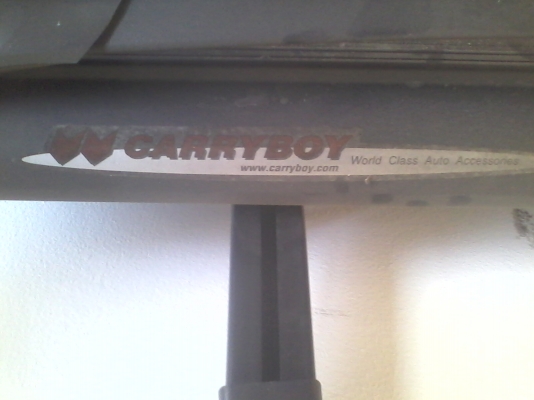 CARRYBOY World Class Auto Accessories
www.carryboy.com